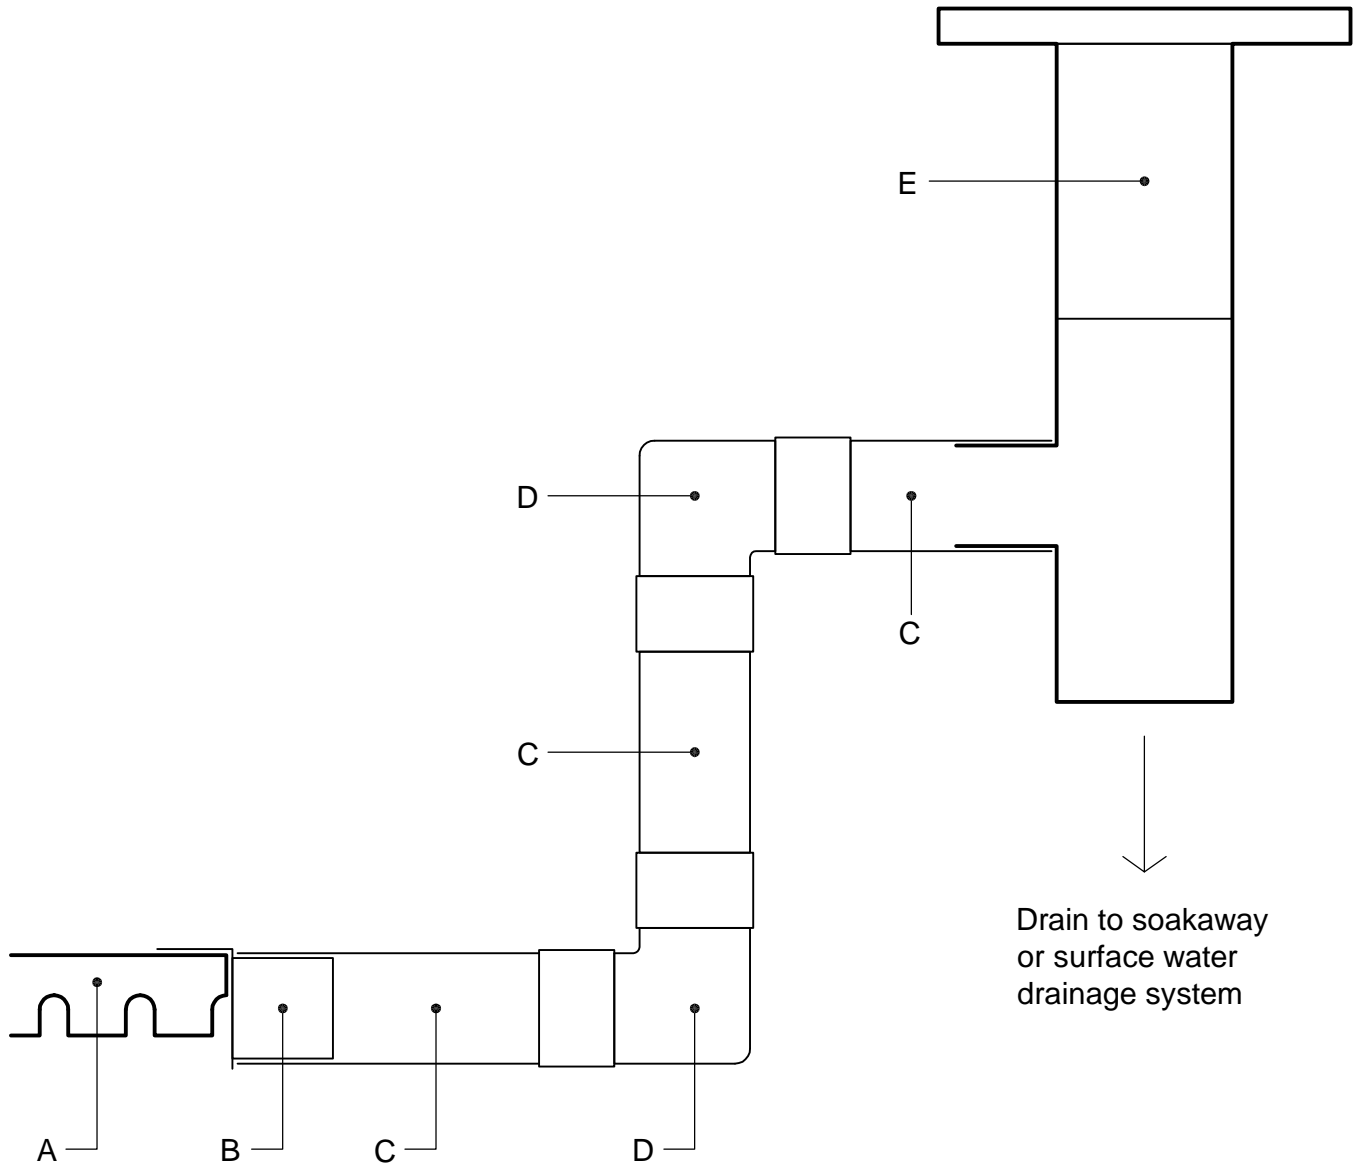 E
D
C
C
Drain to soakaway
or surface water
drainage system
A B C D